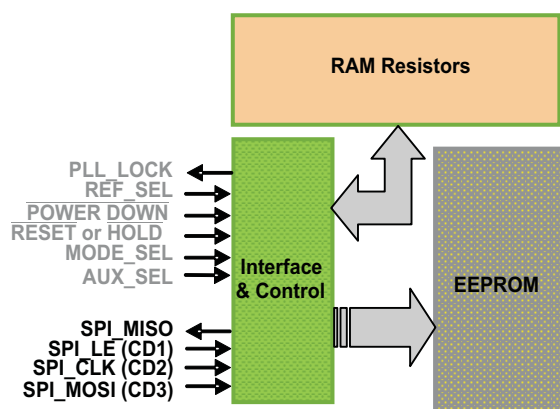 RAM Resistors
PLL_LOCK
REF_SEL
POWER DOWN
RESET or HOLD
MODE_SEL
AUX_SEL
Interface
& Control
EEPROM
SPI_MISO
SPI_LE (CD1)
SPI_CLK (CD2)
SPI_MOSI (CD3)